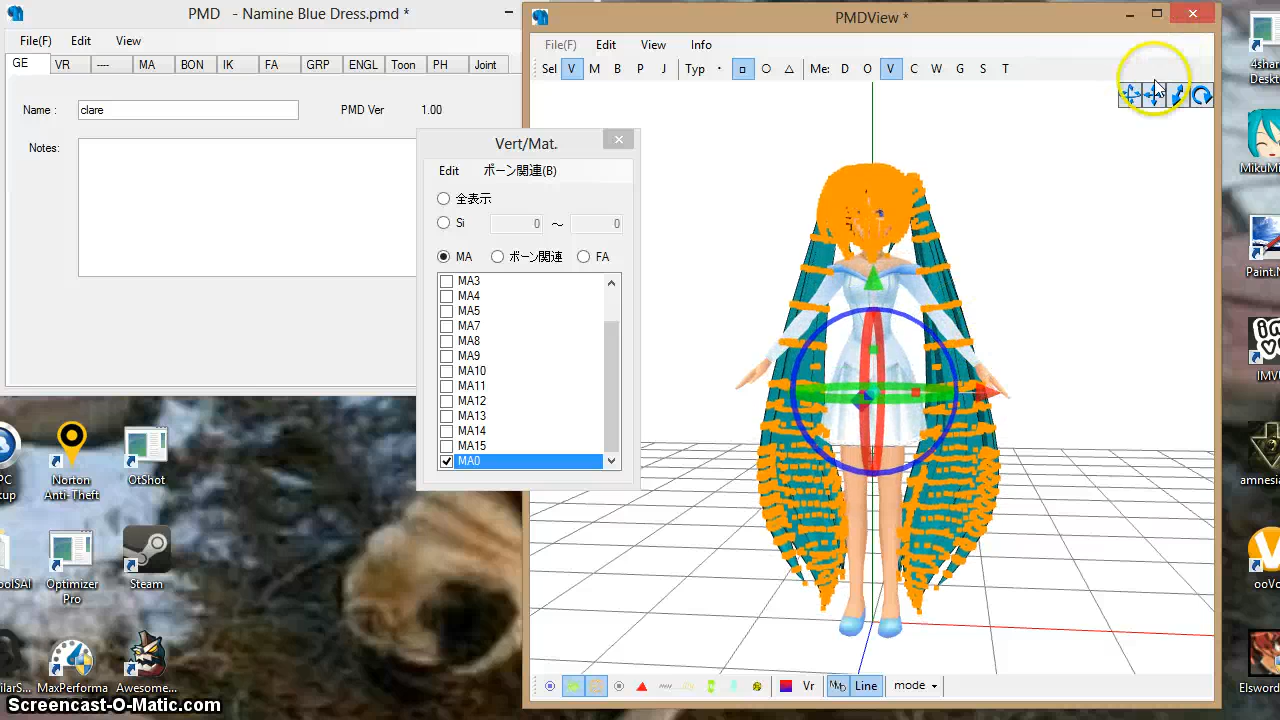 PMD - Namine Blue Dress.pmd *
File(F) Edit View
GE VR ---- MA BON IK FA GRP ENGL Toon PH Joint
Name : clare PMD Ver 1.00
Notes:
Vert/Mat.
Edit ボーン関連(B)
全表示
Si 0 ～ 0
MA ボーン関連 FA
MA3
MA4
MA5
MA7
MA8
MA9
MA10
MA11
MA12
MA13
MA14
MA15
MA0
PMDView *
File(F) Edit View Info
Sel V M B P J Typ Me: D O V C W G S T
Vr Line mode
Norton
Anti-Theft
OtShot
Optimizer
Pro
Steam
MaxPerforma
Awesome...
4shar
Deskt
MikuMi
Paint.N
IMVU
amnesia
ooVo
Elsword
Screencast-O-Matic.com